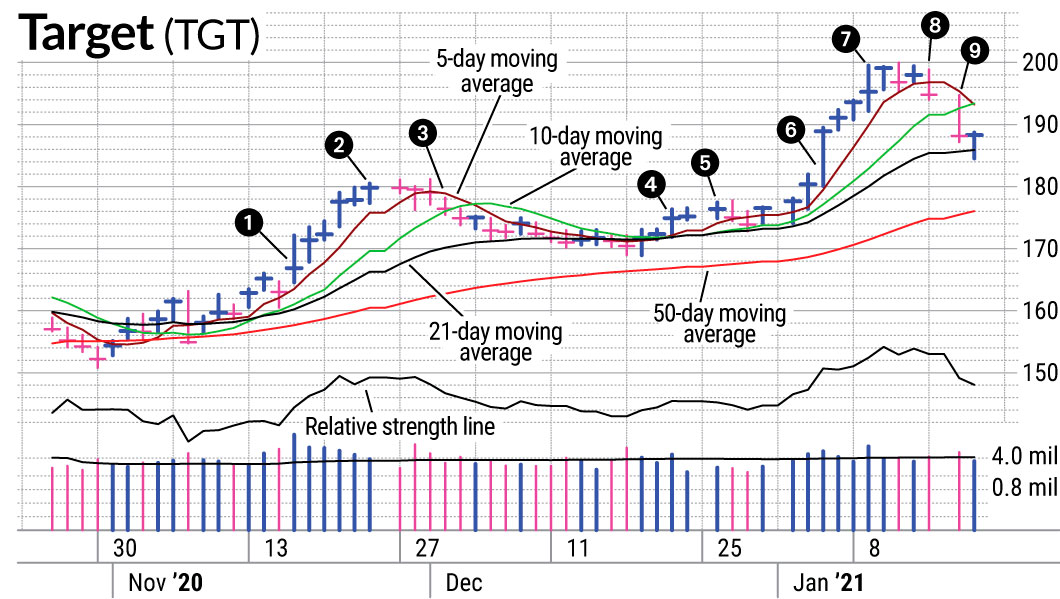 Target (TGT)
5-day moving
average
10-day moving
average
1
2
3
4
5
6
7
8
9
200
190
180
170
160
150
21-day moving
average
50-day moving
average
Relative strength line
4.0 mil
0.8 mil
30
13
27
11
25
8
Nov ’20
Dec
Jan ’21